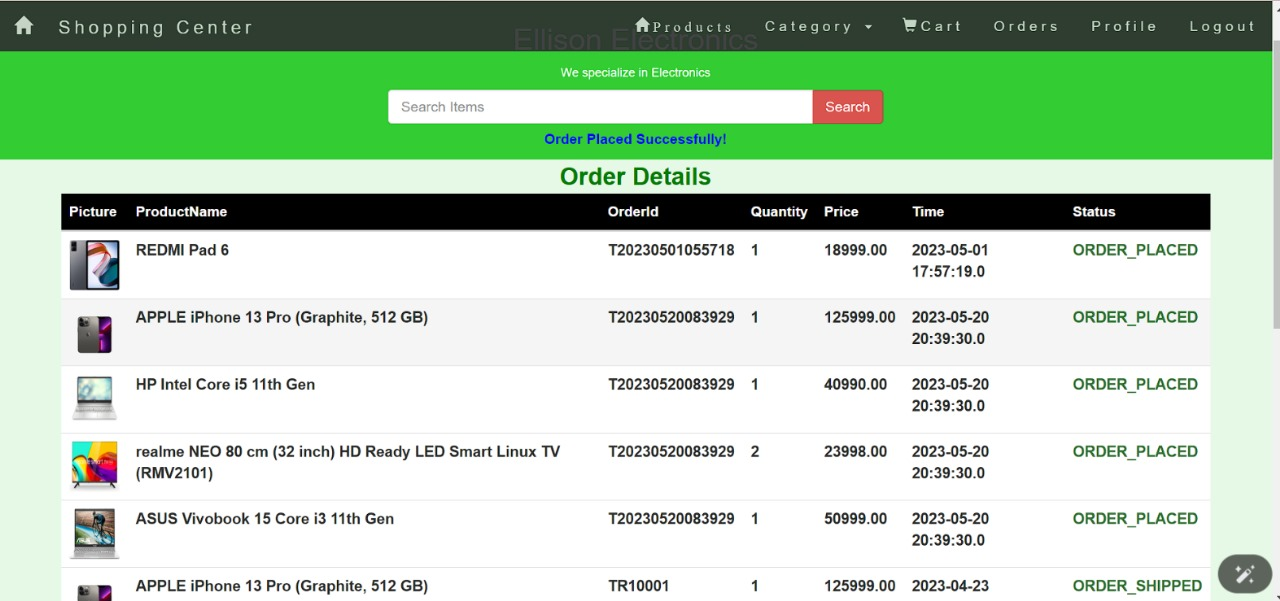 Shopping Center Products Category Cart Orders Profile Logout
Ellison Electronics
We specialize in Electronics
Search Items Search
Order Placed Successfully!
Order Details
Picture ProductName OrderId Quantity Price Time Status
REDMI Pad 6 T20230501055718 1 18999.00 2023-05-01 ORDER_PLACED
17:57:19.0
APPLE iPhone 13 Pro (Graphite, 512 GB) T20230520083929 1 125999.00 2023-05-20 ORDER_PLACED
20:39:30.0
HP Intel Core i5 11th Gen T20230520083929 1 40990.00 2023-05-20 ORDER_PLACED
20:39:30.0
realme NEO 80 cm (32 inch) HD Ready LED Smart Linux TV T20230520083929 2 23998.00 2023-05-20 ORDER_PLACED
(RMV2101) 20:39:30.0
ASUS Vivobook 15 Core i3 11th Gen T20230520083929 1 50999.00 2023-05-20 ORDER_PLACED
20:39:30.0
APPLE iPhone 13 Pro (Graphite, 512 GB) TR10001 1 125999.00 2023-04-23 ORDER_SHIPPED